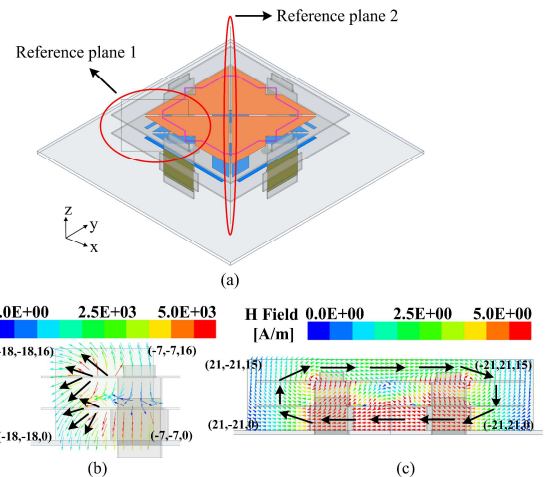 Reference plane 2
Reference plane 1
z
y
x
(a)
.0E+00 2.5E+03 5.0E+03
-18,-18,16) (-7,-7,16)
-18,-18,0) (-7,-7,0)
(b)
H Field 0.0E+00 2.5E+00 5.0E+00
[A/m]
(21,-21,15) (-21,21,15)
(21,-21,0) (-21,21,0)
(c)